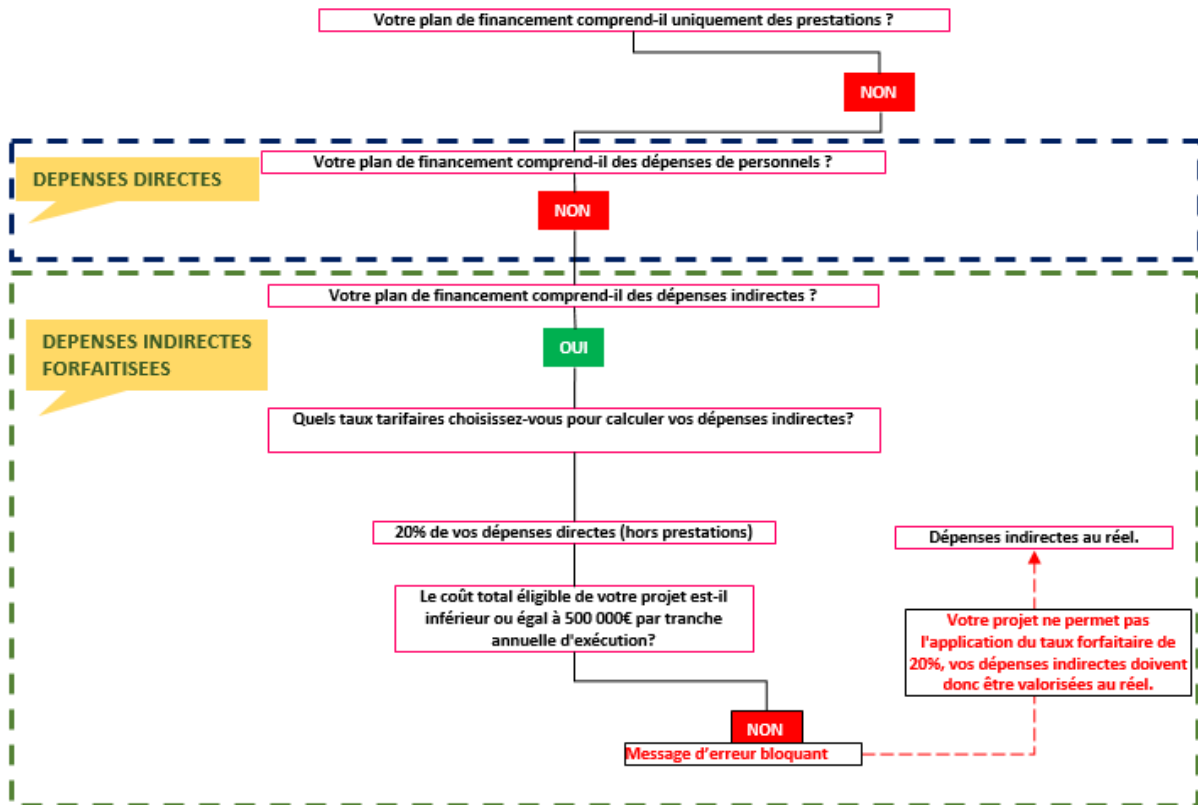 Votre plan de financement comprend-il uniquement des prestations ?
NON
Votre plan de financement comprend-il des dépenses de personnels ?
DEPENSES DIRECTES
NON
Votre plan de financement comprend-il des dépenses indirectes ?
DEPENSES INDIRECTES
FORFAITISEES
OUI
Quels taux tarifaires choisissez-vous pour calculer vos dépenses indirectes?
20% de vos dépenses directes (hors prestations)
Dépenses indirectes au réel.
Le coût total éligible de votre projet est-il
inférieur ou égal à 500 000€ par tranche
annuelle d'exécution?
Votre projet ne permet pas
l'application du taux forfaitaire de
20%, vos dépenses indirectes doivent
donc être valorisées au réel.
NON
Message d’erreur bloquant